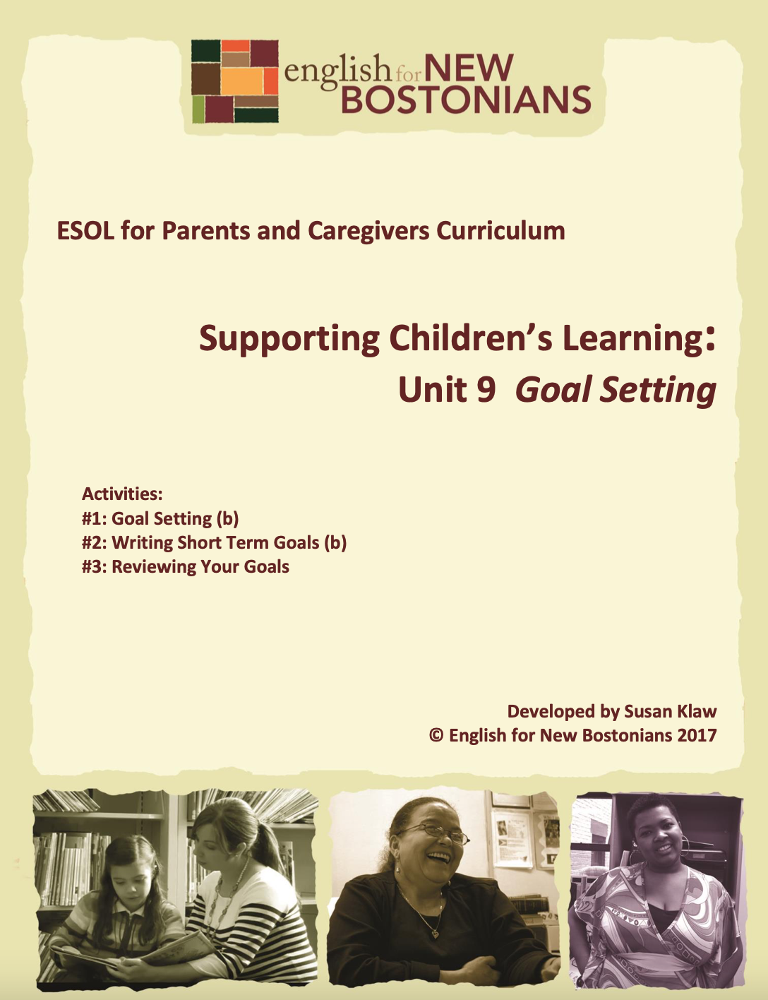 english for NEW
BOSTONIANS
ESOL for Parents and Caregivers Curriculum
Supporting Children’s Learning:
Unit 9 Goal Setting
Activities:
#1: Goal Setting (b)
#2: Writing Short Term Goals (b)
#3: Reviewing Your Goals
Developed by Susan Klaw
© English for New Bostonians 2017